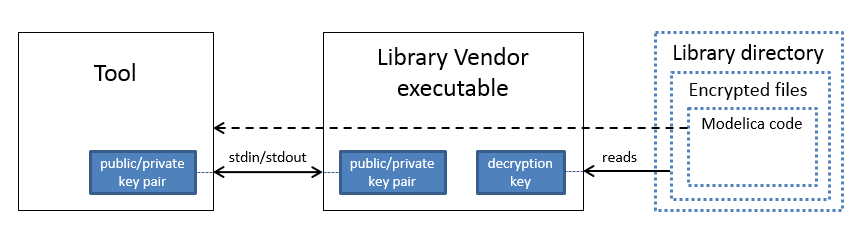 Tool
public/private
key pair
stdin/stdout
Library Vendor
executable
public/private
key pair
decryption
key
reads
Library directory
Encrypted files
Modelica code